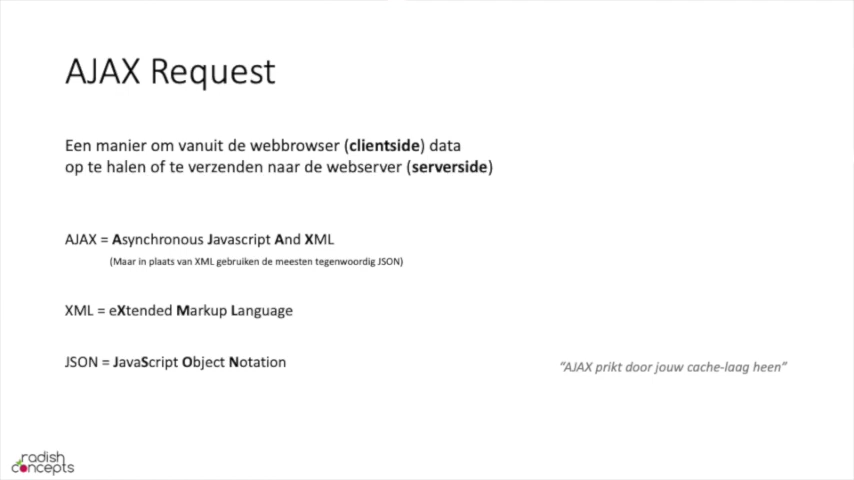 AJAX Request
Een manier om vanuit de webbrowser (clientside) data
op te halen of te verzenden naar de webserver (serverside)
AJAX = Asynchronous Javascript And XML
(Maar in plaats van XML gebruiken de meesten tegenwoordig JSON)
XML = eXtended Markup Language
JSON = JavaScript Object Notation
“AJAX prikt door jouw cache-laag heen”
radish
concepts